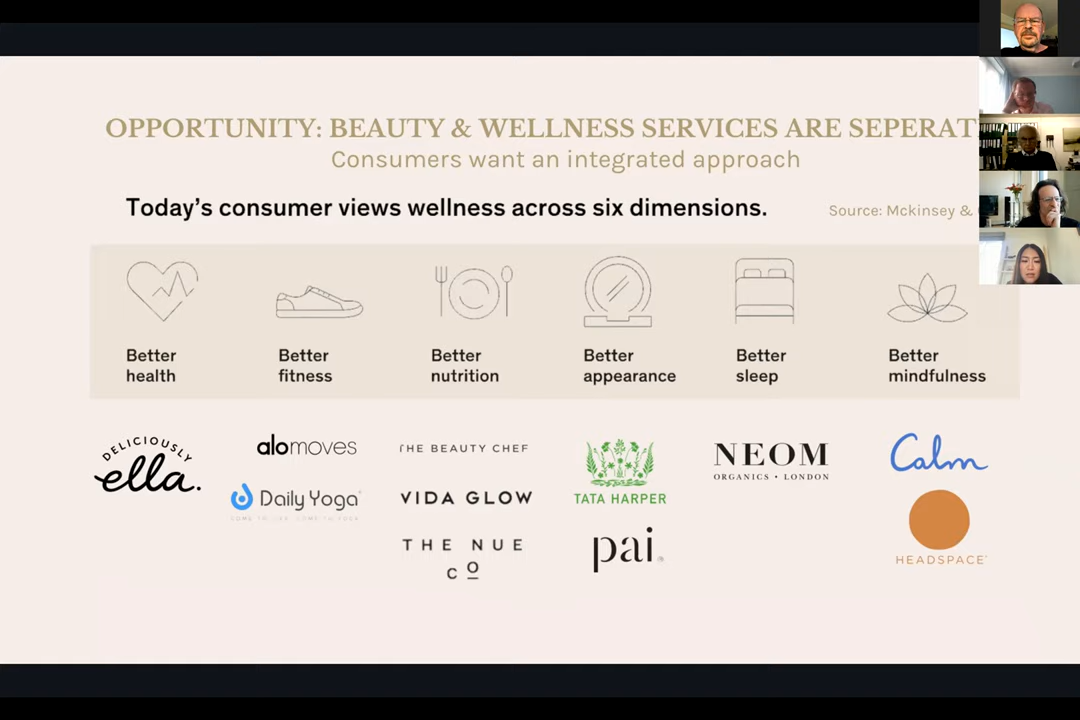 OPPORTUNITY: BEAUTY & WELLNESS SERVICES ARE SEPERAT
Consumers want an integrated approach
Today's consumer views wellness across six dimensions.
Source: Mckinsey &
Better health
Better fitness
Better nutrition
Better appearance
Better sleep
Better mindfulness
DELICIOUSLY
ella.
alomoves
Daily Yoga
THE BEAUTY CHEF
VIDA GLOW
THE NUE
CO
TATA HARPER
pai
NEOM
ORGANICS • LONDON
Calm
HEADSPACE